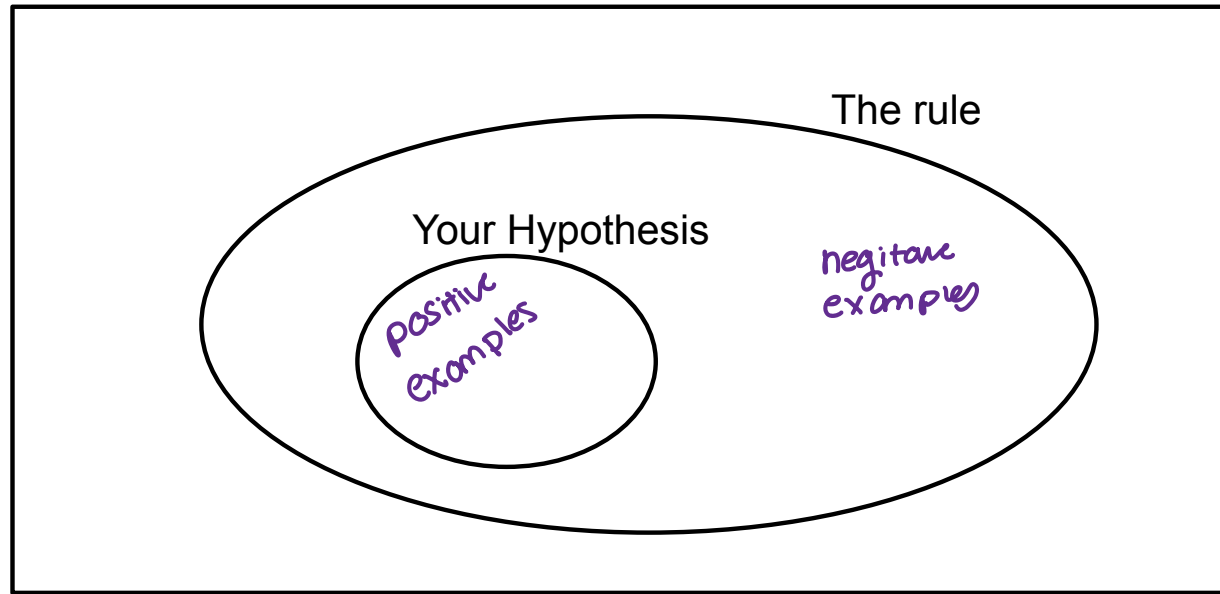 The rule
Your Hypothesis
negitave
examples
positive
examples